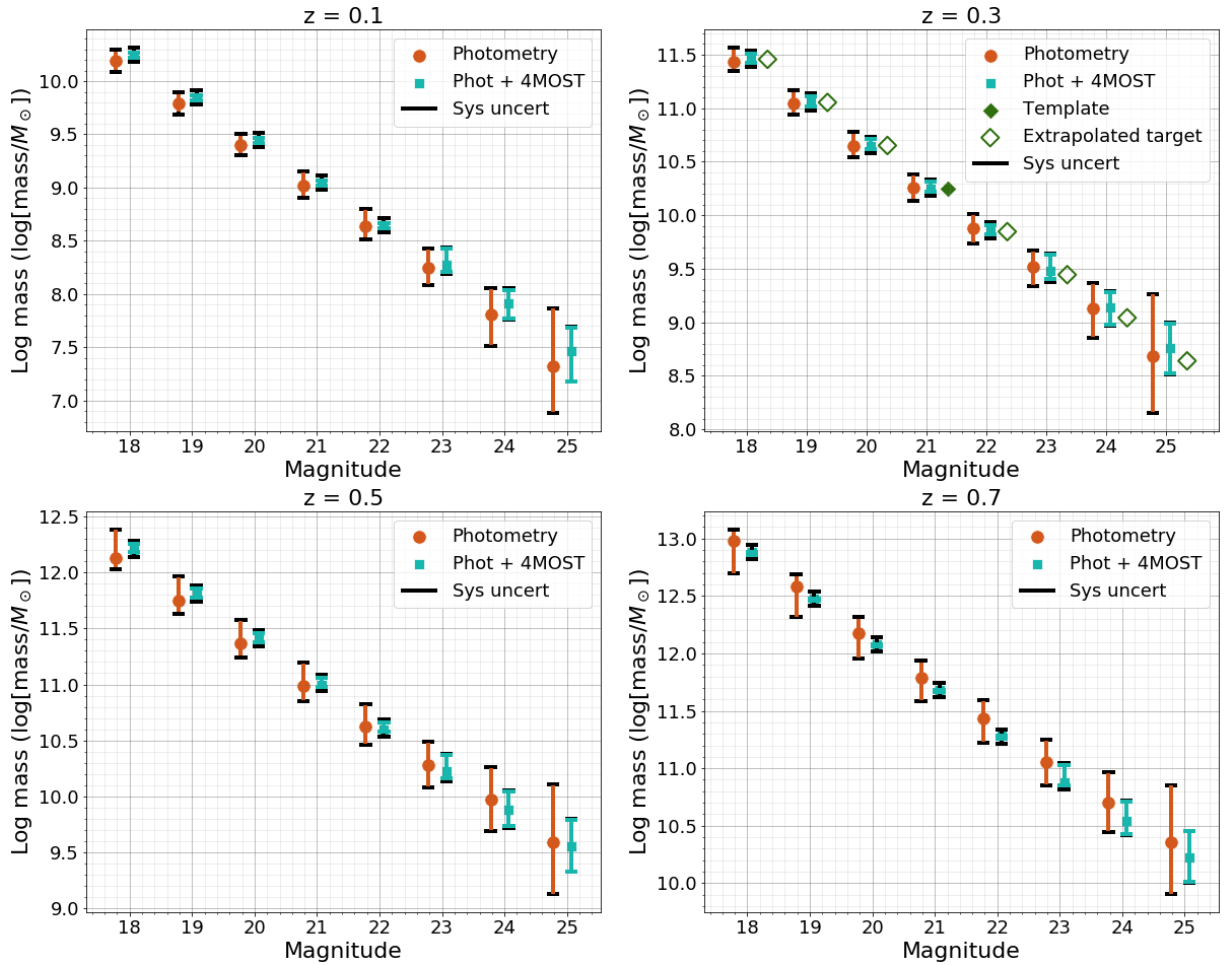 z = 0.1
Log mass (log[mass/M⊙])
10.0
9.5
9.0
8.5
8.0
7.5
7.0
Photometry
Phot + 4MOST
Sys uncert
18 19 20 21 22 23 24 25
Magnitude
z = 0.3
Log mass (log[mass/M⊙])
11.5
11.0
10.5
10.0
9.5
9.0
8.5
8.0
Photometry
Phot + 4MOST
Template
Extrapolated target
Sys uncert
18 19 20 21 22 23 24 25
Magnitude
z = 0.5
Log mass (log[mass/M⊙])
12.5
12.0
11.5
11.0
10.5
10.0
9.5
9.0
Photometry
Phot + 4MOST
Sys uncert
18 19 20 21 22 23 24 25
Magnitude
z = 0.7
Log mass (log[mass/M⊙])
13.0
12.5
12.0
11.5
11.0
10.5
10.0
Photometry
Phot + 4MOST
Sys uncert
18 19 20 21 22 23 24 25
Magnitude